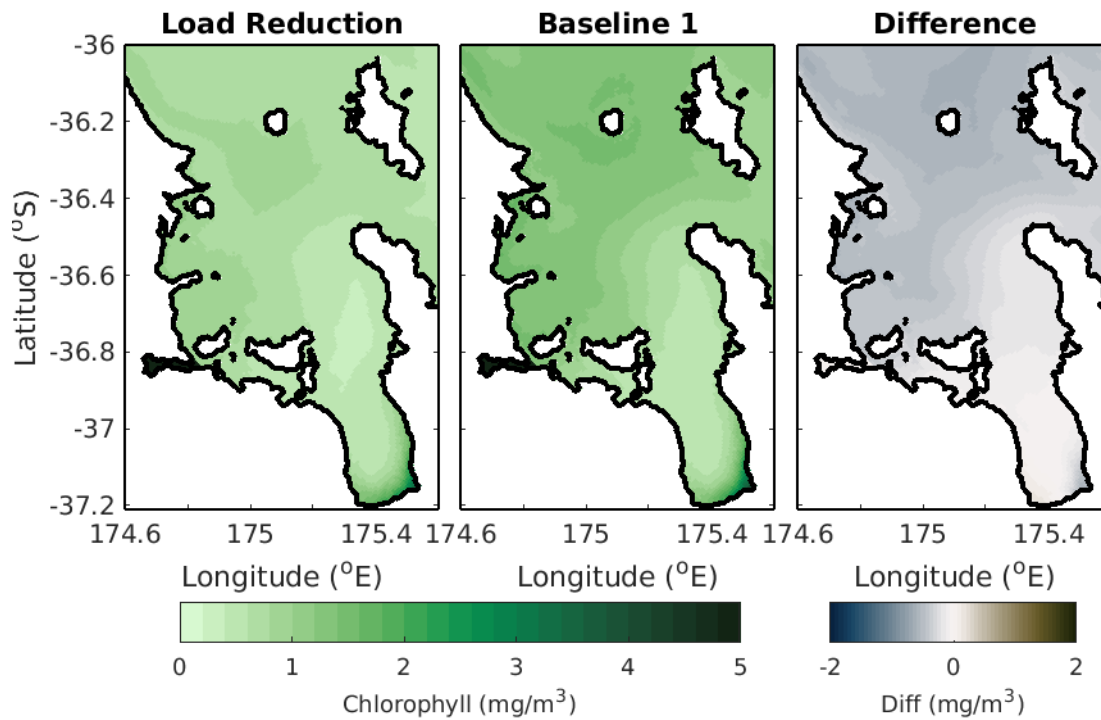 Load Reduction Baseline 1 Difference
-36
-36.2
-36.4
-36.6
-36.8
-37
-37.2
Latitude (°S)
174.6 175 175.4 174.6 175 175.4 174.6 175 175.4
Longitude (°E) Longitude (°E) Longitude (°E)
0 1 2 3 4 5 -2 0 2
Chlorophyll (mg/m³) Diff (mg/m³)